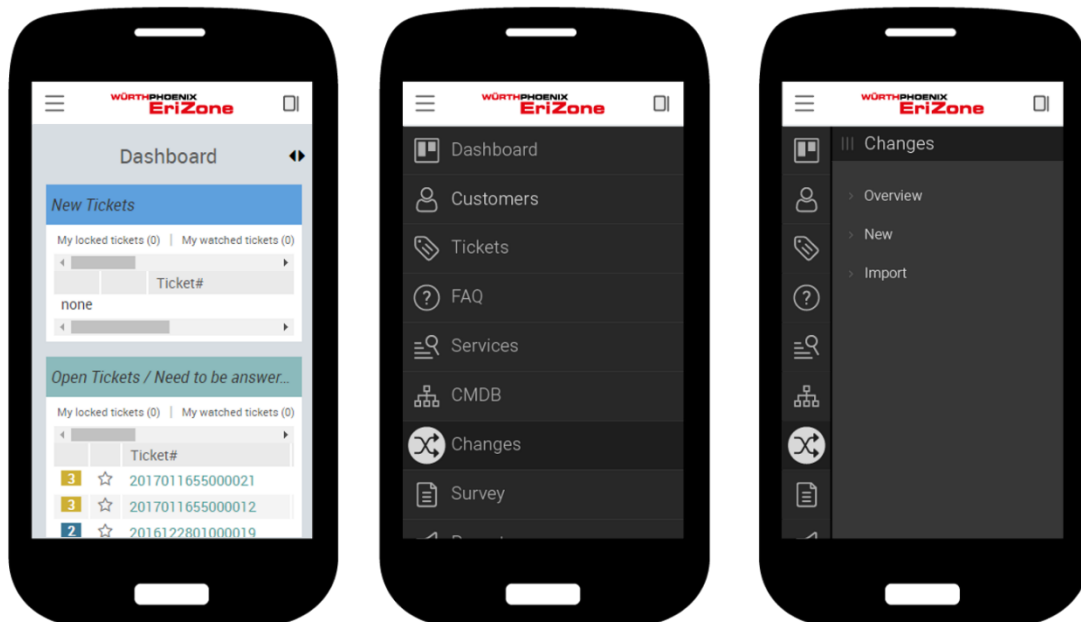 WÜRTHPHOENIX
EriZone
Dashboard
New Tickets
My locked tickets (0) | My watched tickets (0)
Ticket#
none
Open Tickets / Need to be answer...
My locked tickets (0) | My watched tickets (0)
Ticket#
3 2017011655000021
3 2017011655000012
2 2016122801000019
WÜRTHPHOENIX
EriZone
Dashboard
Customers
Tickets
FAQ
Services
CMDB
Changes
Survey
WÜRTHPHOENIX
EriZone
Changes
Overview
New
Import